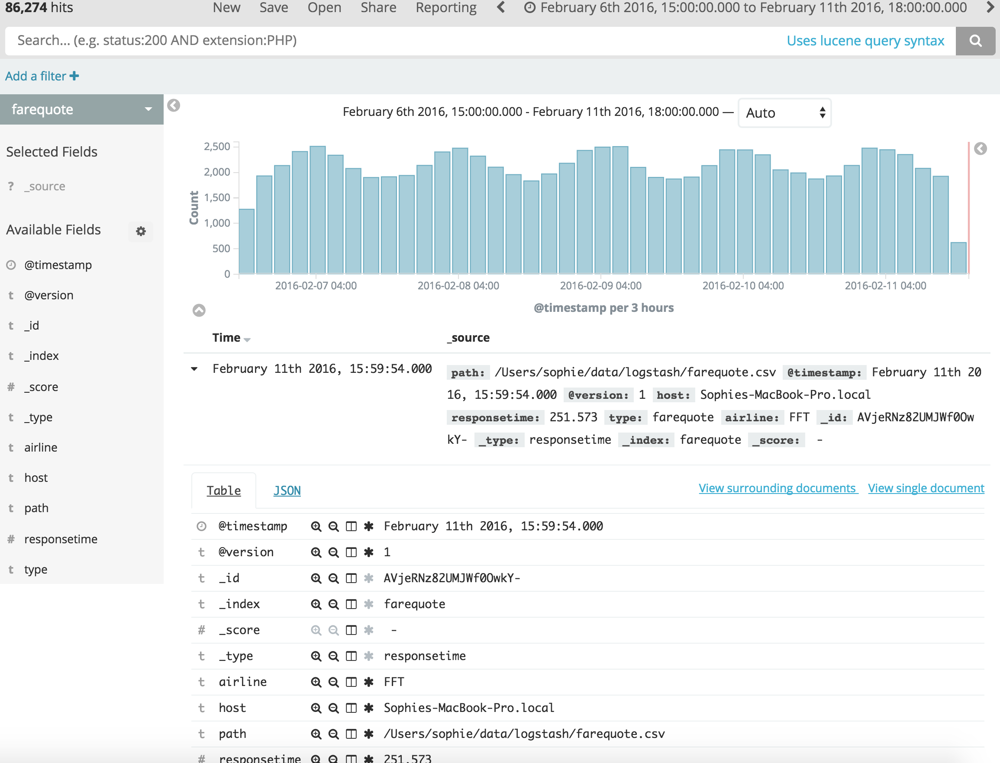 86,274 hits New Save Open Share Reporting February 6th 2016, 15:00:00.000 to February 11th 2016, 18:00:00.000
Search... (e.g. status:200 AND extension:PHP) Uses lucene query syntax
Add a filter +
farequote
Selected Fields
? _source
Available Fields
@timestamp
t @version
t _id
t _index
# _score
t _type
t airline
t host
t path
# responsetime
t type
February 6th 2016, 15:00:00.000 - February 11th 2016, 18:00:00.000 — Auto
Count
2,500
2,000
1,500
1,000
500
0
2016-02-07 04:00 2016-02-08 04:00 2016-02-09 04:00 2016-02-10 04:00 2016-02-11 04:00
@timestamp per 3 hours
Time _source
February 11th 2016, 15:59:54.000 path: /Users/sophie/data/logstash/farequote.csv @timestamp: February 11th 20
16, 15:59:54.000 @version: 1 host: Sophies-MacBook-Pro.local
responsetime: 251.573 type: farequote airline: FFT _id: AVjeRNz82UMJWf0Ow
kY- _type: responsetime _index: farequote _score: -
Table JSON View surrounding documents View single document
@timestamp February 11th 2016, 15:59:54.000
t @version 1
t _id AVjeRNz82UMJWf0OwkY-
t _index farequote
# _score -
t _type responsetime
t airline FFT
t host Sophies-MacBook-Pro.local
t path /Users/sophie/data/logstash/farequote.csv
# responsetime 251.573